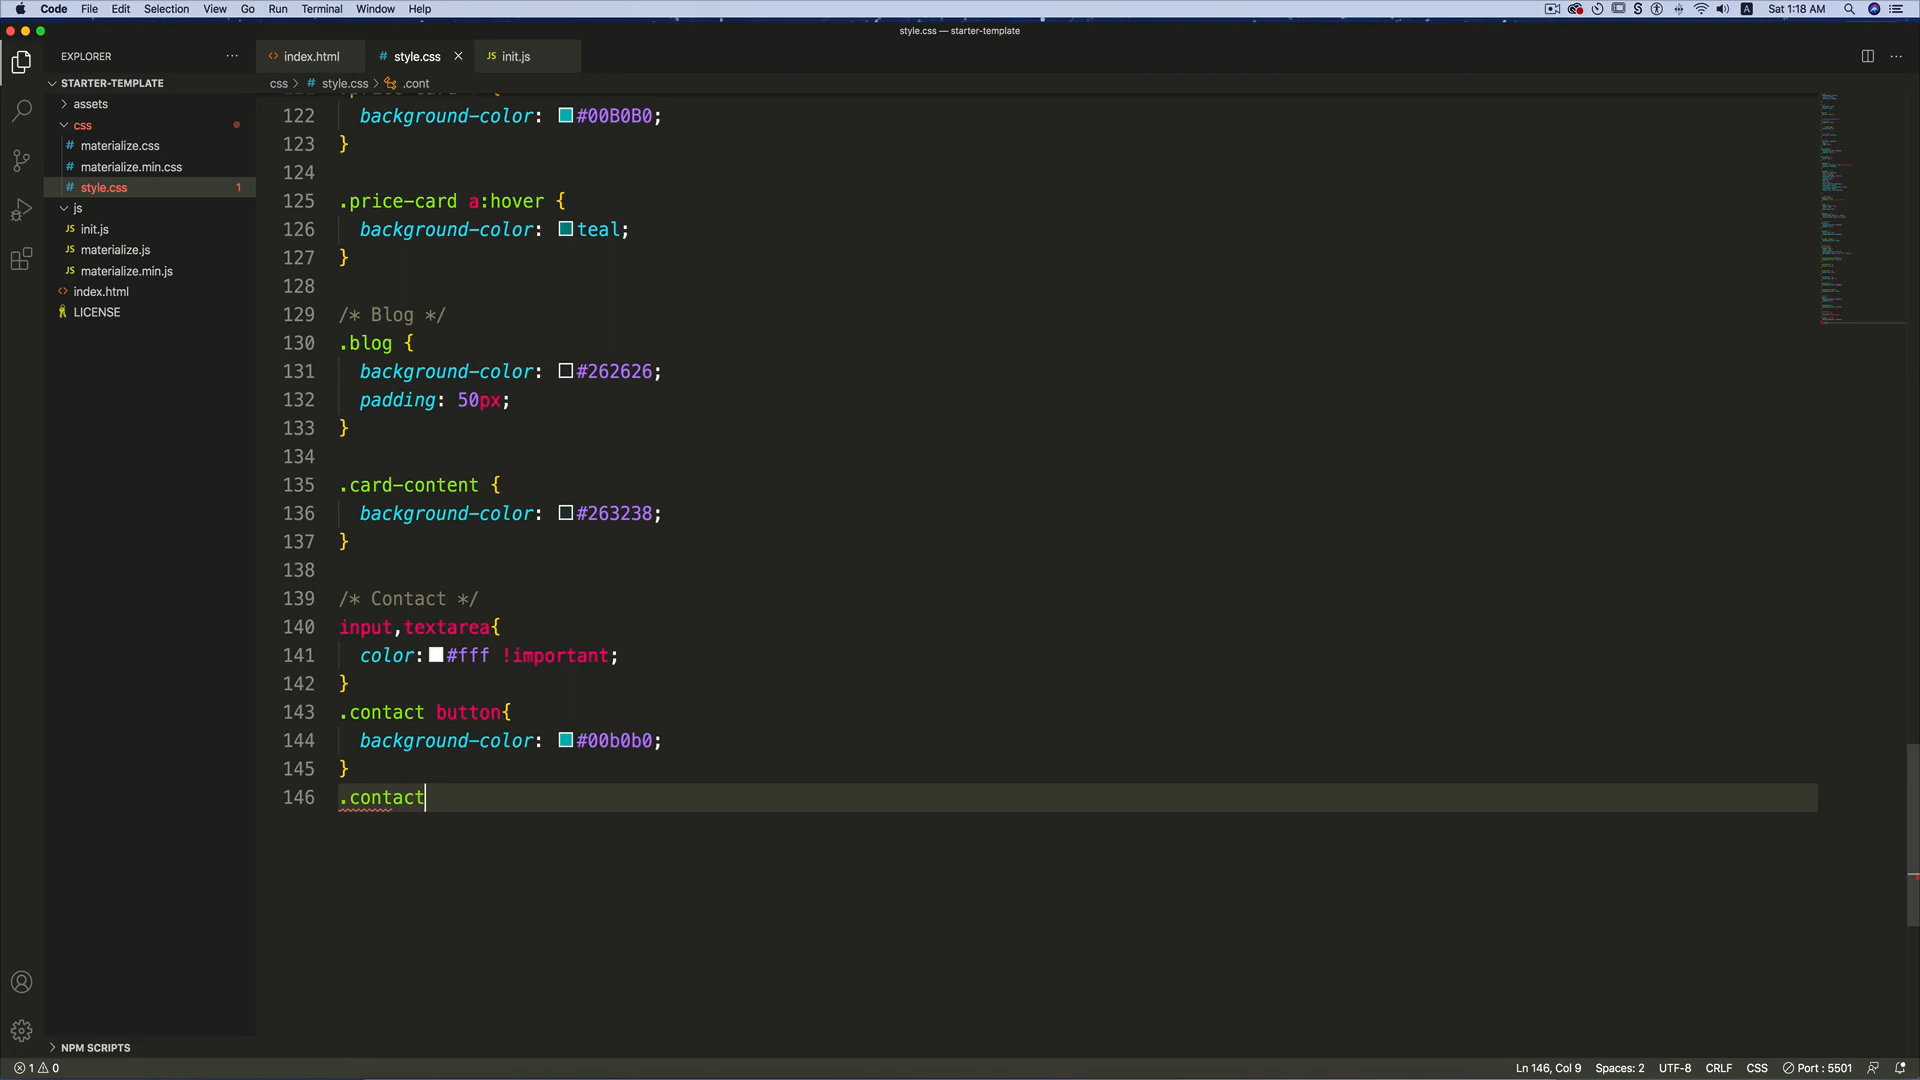 Code File Edit Selection View Go Run Terminal Window Help
A Sat 1:18 AM
style.css — starter-template
EXPLORER
index.html
style.css
JS init.js
STARTER-TEMPLATE
css > # style.css > .cont
assets
css
# materialize.css
# materialize.min.css
# style.css 1
js
JS init.js
JS materialize.js
JS materialize.min.js
index.html
LICENSE
122 background-color: #00B0B0;
123 }
124
125 .price-card a:hover {
126 background-color: teal;
127 }
128
129 /* Blog */
130 .blog {
131 background-color: #262626;
132 padding: 50px;
133 }
134
135 .card-content {
136 background-color: #263238;
137 }
138
139 /* Contact */
140 input,textarea{
141 color: #fff !important;
142 }
143 .contact button{
144 background-color: #00b0b0;
145 }
146 .contact
NPM SCRIPTS
1 0
Ln 146, Col 9 Spaces: 2 UTF-8 CRLF CSS Port : 5501